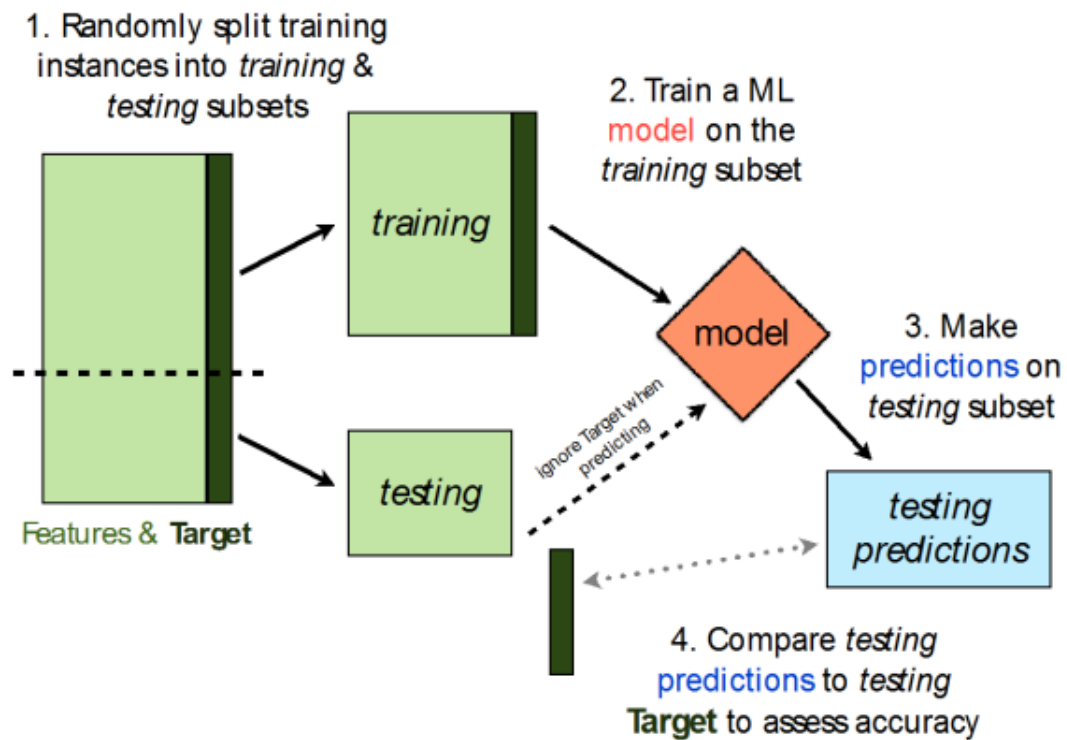 1. Randomly split training
instances into training &
testing subsets
2. Train a ML
model on the
training subset
training
model
3. Make
predictions on
testing subset
ignore Target when
predicting
testing
Features & Target
testing
predictions
4. Compare testing
predictions to testing
Target to assess accuracy